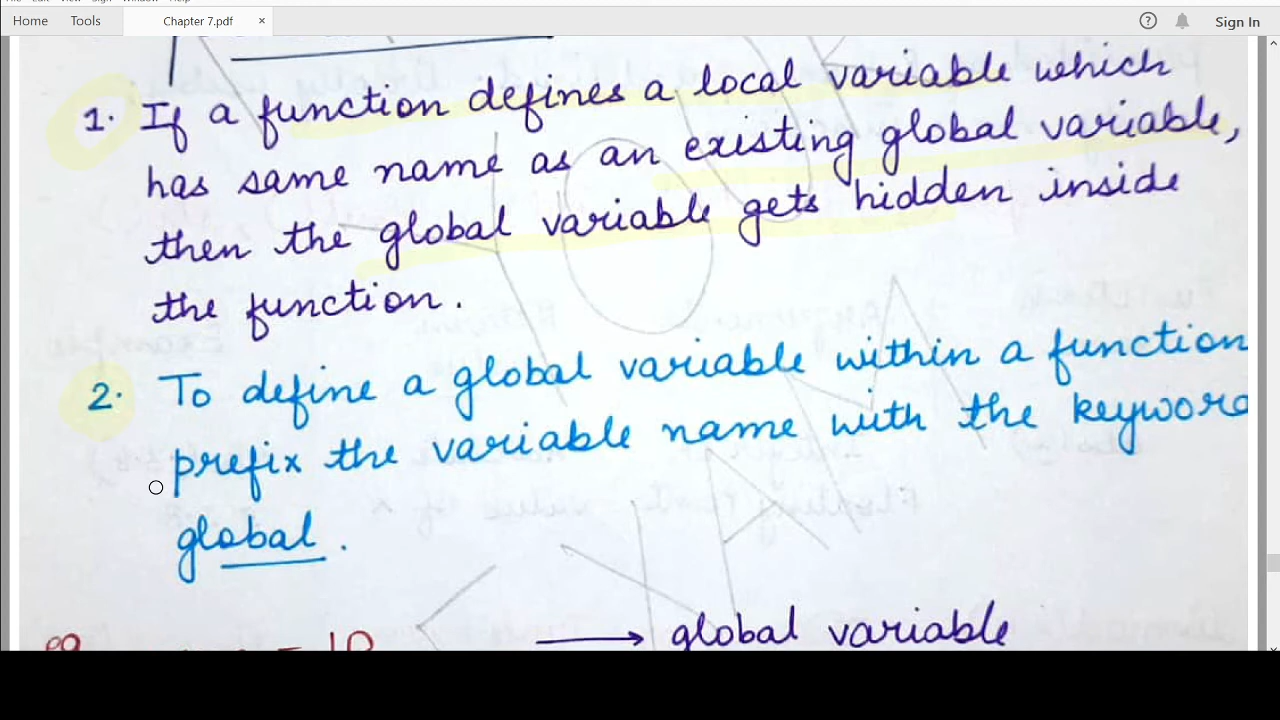 Home Tools Chapter 7.pdf × ? Sign In
1. If a function defines a local variable which
has same name as an existing global variable,
then the global variable gets hidden inside
the function.
2. To define a global variable within a function
prefix the variable name with the keyword
global.
eg = 10 → global variable